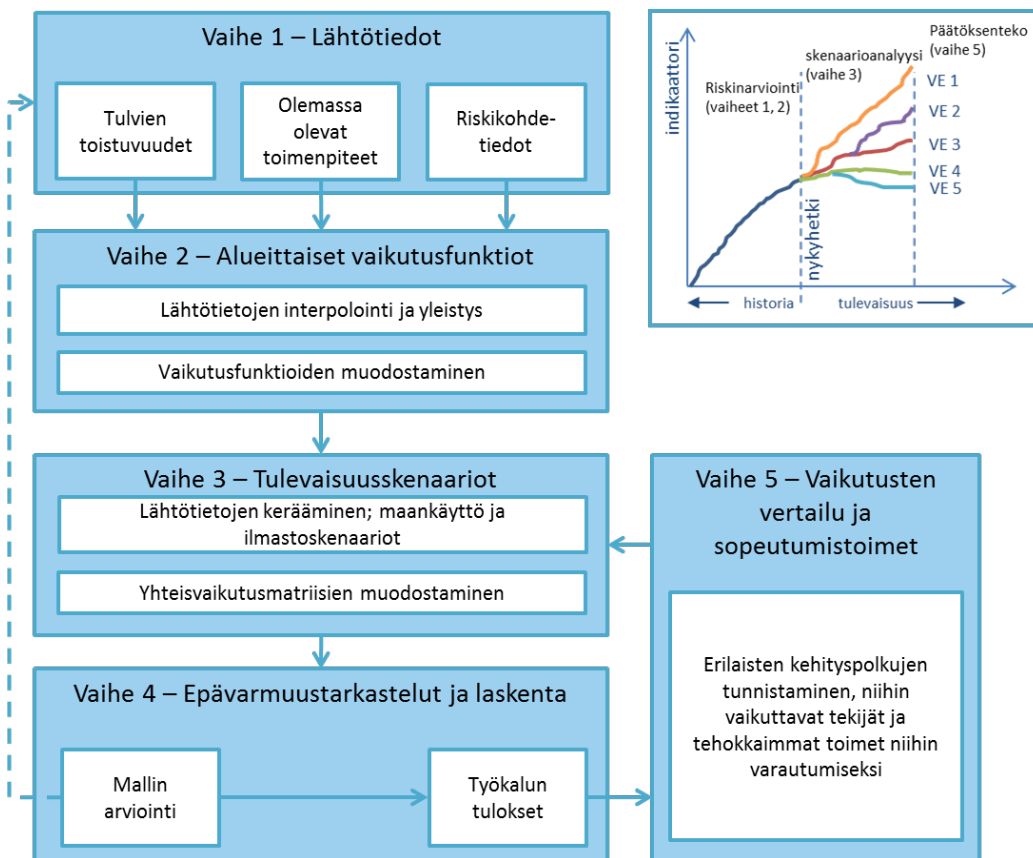 Vaihe 1 – Lähtötiedot
Tulvien
toistuvuudet
Olemassa
olevat
toimenpiteet
Riskikohde-
tiedot
Vaihe 2 – Alueittaiset vaikutusfunktiot
Lähtötietojen interpolointi ja yleistys
Vaikutusfunktioiden muodostaminen
Vaihe 3 – Tulevaisuusskenaariot
Lähtötietojen kerääminen; maankäyttö ja
ilmastoskenaariot
Yhteisvaikutusmatriisien muodostaminen
Vaihe 4 – Epävarmuustarkastelut ja laskenta
Mallin
arviointi
Työkalun
tulokset
Vaihe 5 – Vaikutusten
vertailu ja
sopeutumistoimet
Erilaisten kehityspolkujen
tunnistaminen, niihin
vaikuttavat tekijät ja
tehokkaimmat toimet niihin
varautumiseksi
indikaattori
Riskinarviointi
(vaiheet 1, 2)
skenaarioanalyysi
(vaihe 3)
Päätöksenteko
(vaihe 5)
VE 1
VE 2
VE 3
VE 4
VE 5
nykyhetki
historia
tulevaisuus